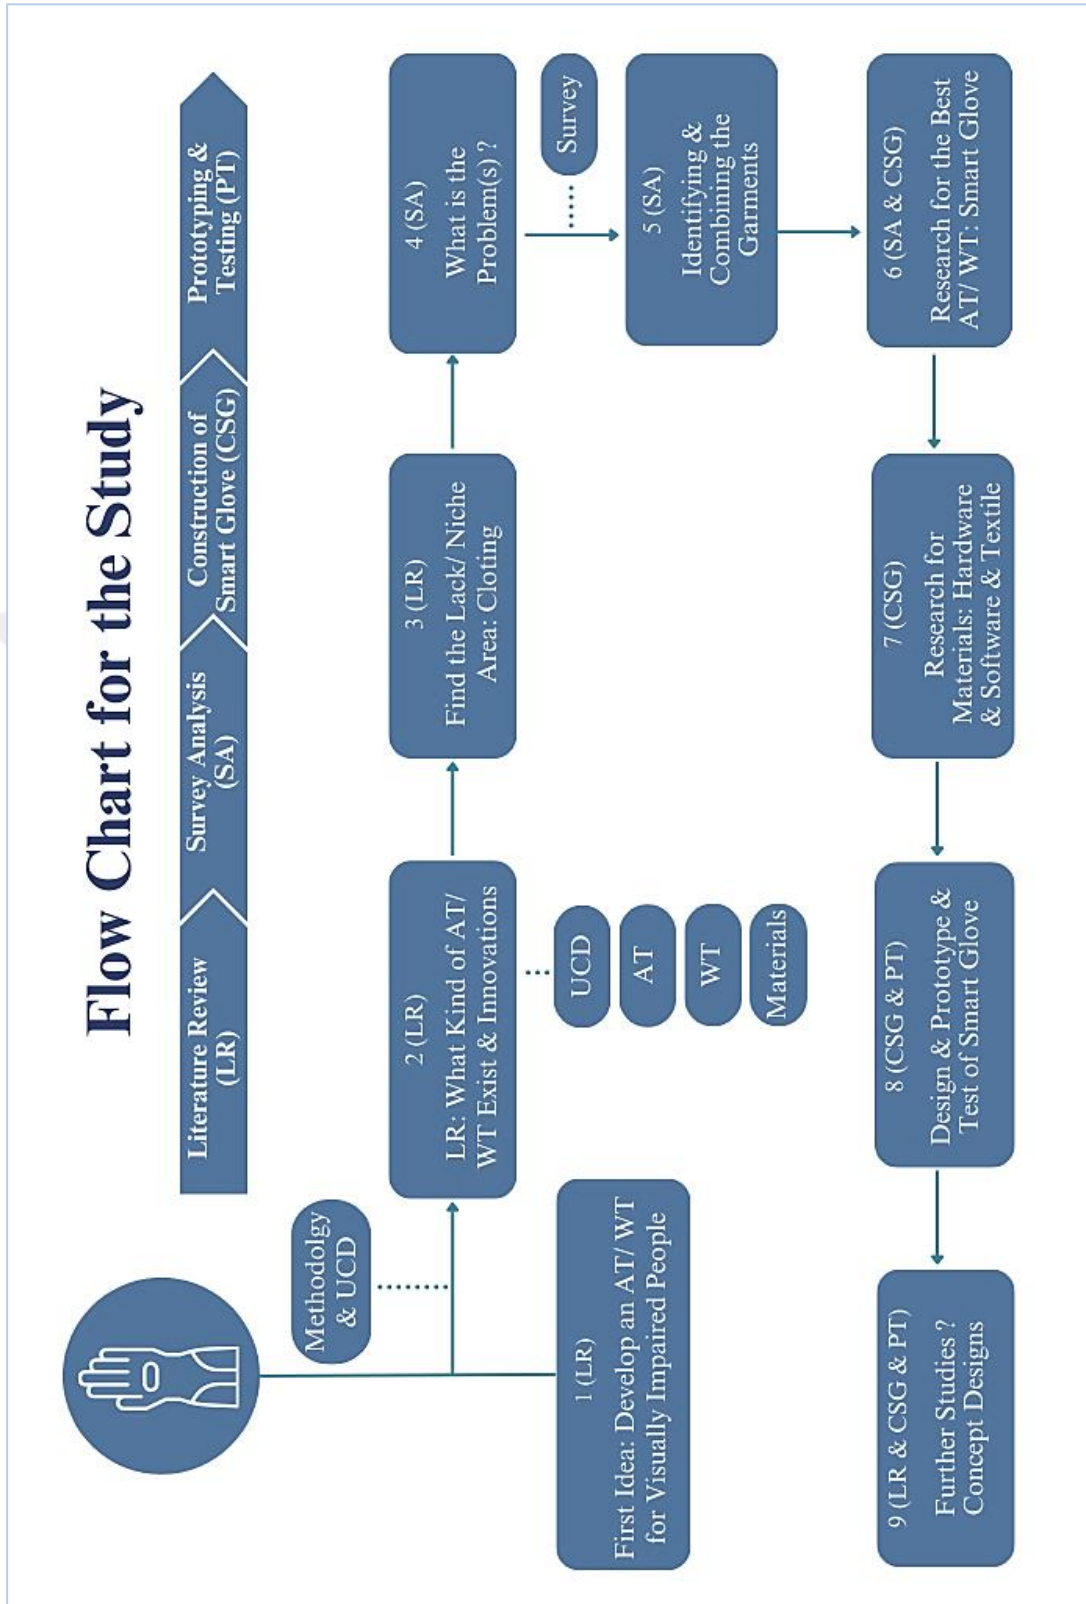 Flow Chart for the Study
Literature Review
(LR)
Survey Analysis
(SA)
Construction of
Smart Glove (CSG)
Prototyping &
Testing (PT)
Methodolgy
& UCD
1 (LR)
First Idea: Develop an AT/ WT
for Visually Impaired People
2 (LR)
LR: What Kind of AT/
WT Exist & Innovations
UCD
AT
WT
Materials
3 (LR)
Find the Lack/ Niche
Area: Cloting
4 (SA)
What is the
Problem(s) ?
Survey
5 (SA)
Identifying &
Combining the
Garments
6 (SA & CSG)
Research for the Best
AT/ WT: Smart Glove
7 (CSG)
Research for
Materials: Hardware
& Software & Textile
8 (CSG & PT)
Design & Prototype &
Test of Smart Glove
9 (LR & CSG & PT)
Further Studies ?
Concept Designs